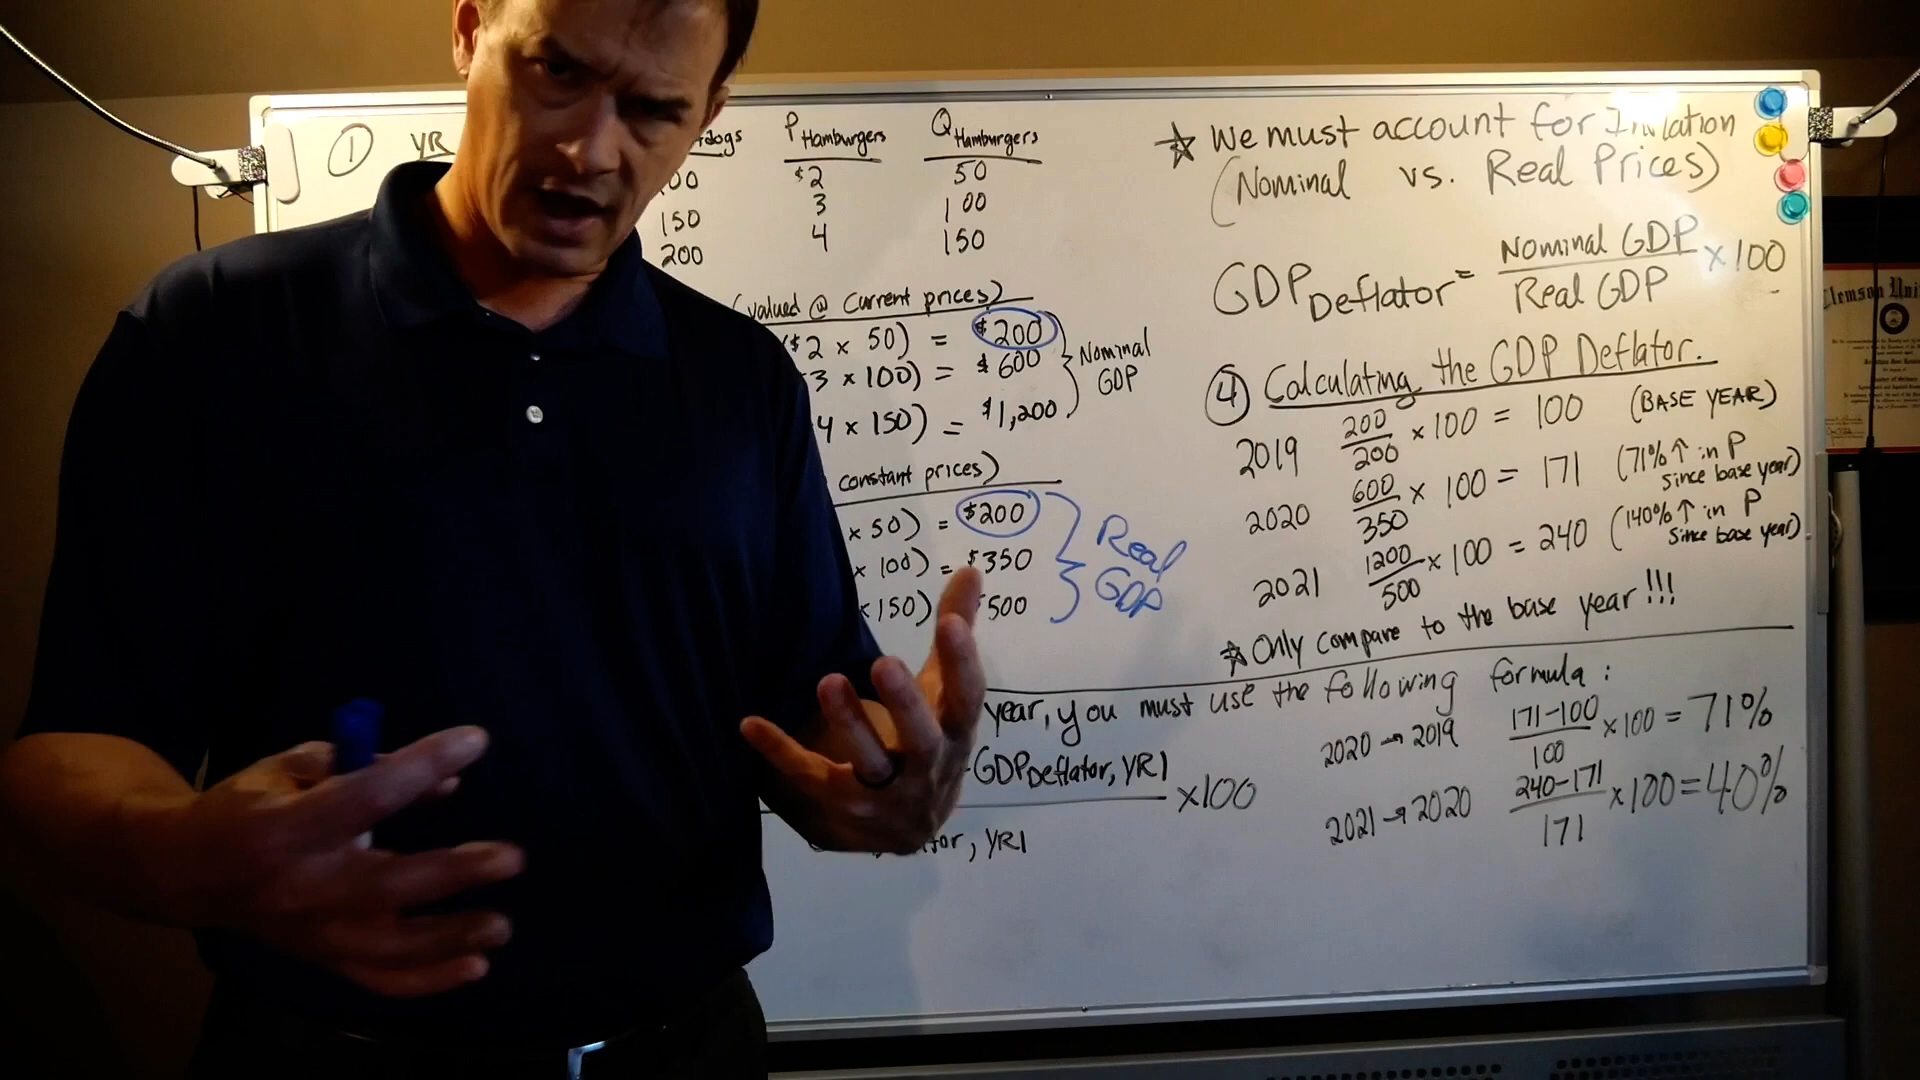 ① YR dogs P Hamburgers Q Hamburgers
00 $2 50
150 3 100
200 4 150
(valued @ current prices)
($2 x 50) = $200
3 x 100) = $600
4 x 150) = $1,200
Nominal GDP
constant prices)
x 50) = $200
x 100) = $350
x 150) 500
Real GDP
☆ We must account for Inflation
(Nominal vs. Real Prices)
GDP Deflator = Nominal GDP / Real GDP x 100
④ Calculating the GDP Deflator.
2019 200/200 x 100 = 100 (BASE YEAR)
2020 600/350 x 100 = 171 (71% ↑ in P since base year)
2021 1200/500 x 100 = 240 (140% ↑ in P since base year)
☆ Only compare to the base year!!!
year, you must use the following formula:
- GDP Deflator, YR1
x 100
tor, YR1
2020 → 2019 171-100/100 x 100 = 71%
2021 → 2020 240-171/171 x 100 = 40%
Clemson Uni